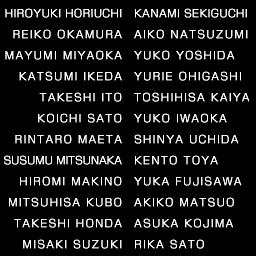 HIROYUKI HORIUCHI KANAMI SEKIGUCHI
REIKO OKAMURA AIKO NATSUZUMI
MAYUMI MIYAOKA YUKO YOSHIDA
KATSUMI IKEDA YURIE OHIGASHI
TAKESHI ITO TOSHIHISA KAIYA
KOICHI SATO YUKO IWAOKA
RINTARO MAETA SHINYA UCHIDA
SUSUMU MITSUNAKA KENTO TOYA
HIROMI MAKINO YUKA FUJISAWA
MITSUHISA KUBO AKIKO MATSUO
TAKESHI HONDA ASUKA KOJIMA
MISAKI SUZUKI RIKA SATO